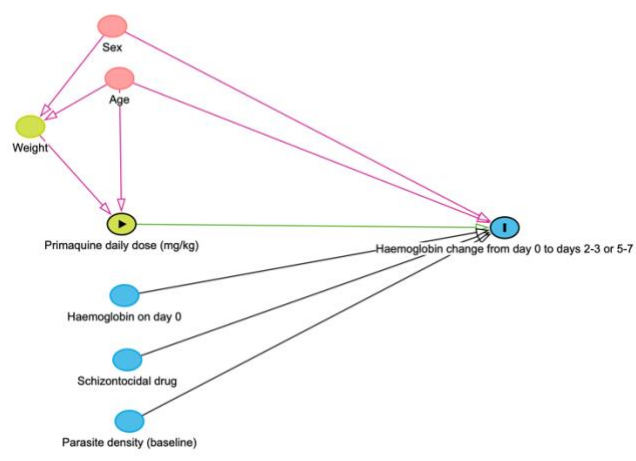 Sex
Age
Weight
Primaquine daily dose (mg/kg)
Haemoglobin change from day 0 to days 2-3 or 5-7
Haemoglobin on day 0
Schizontocidal drug
Parasite density (baseline)